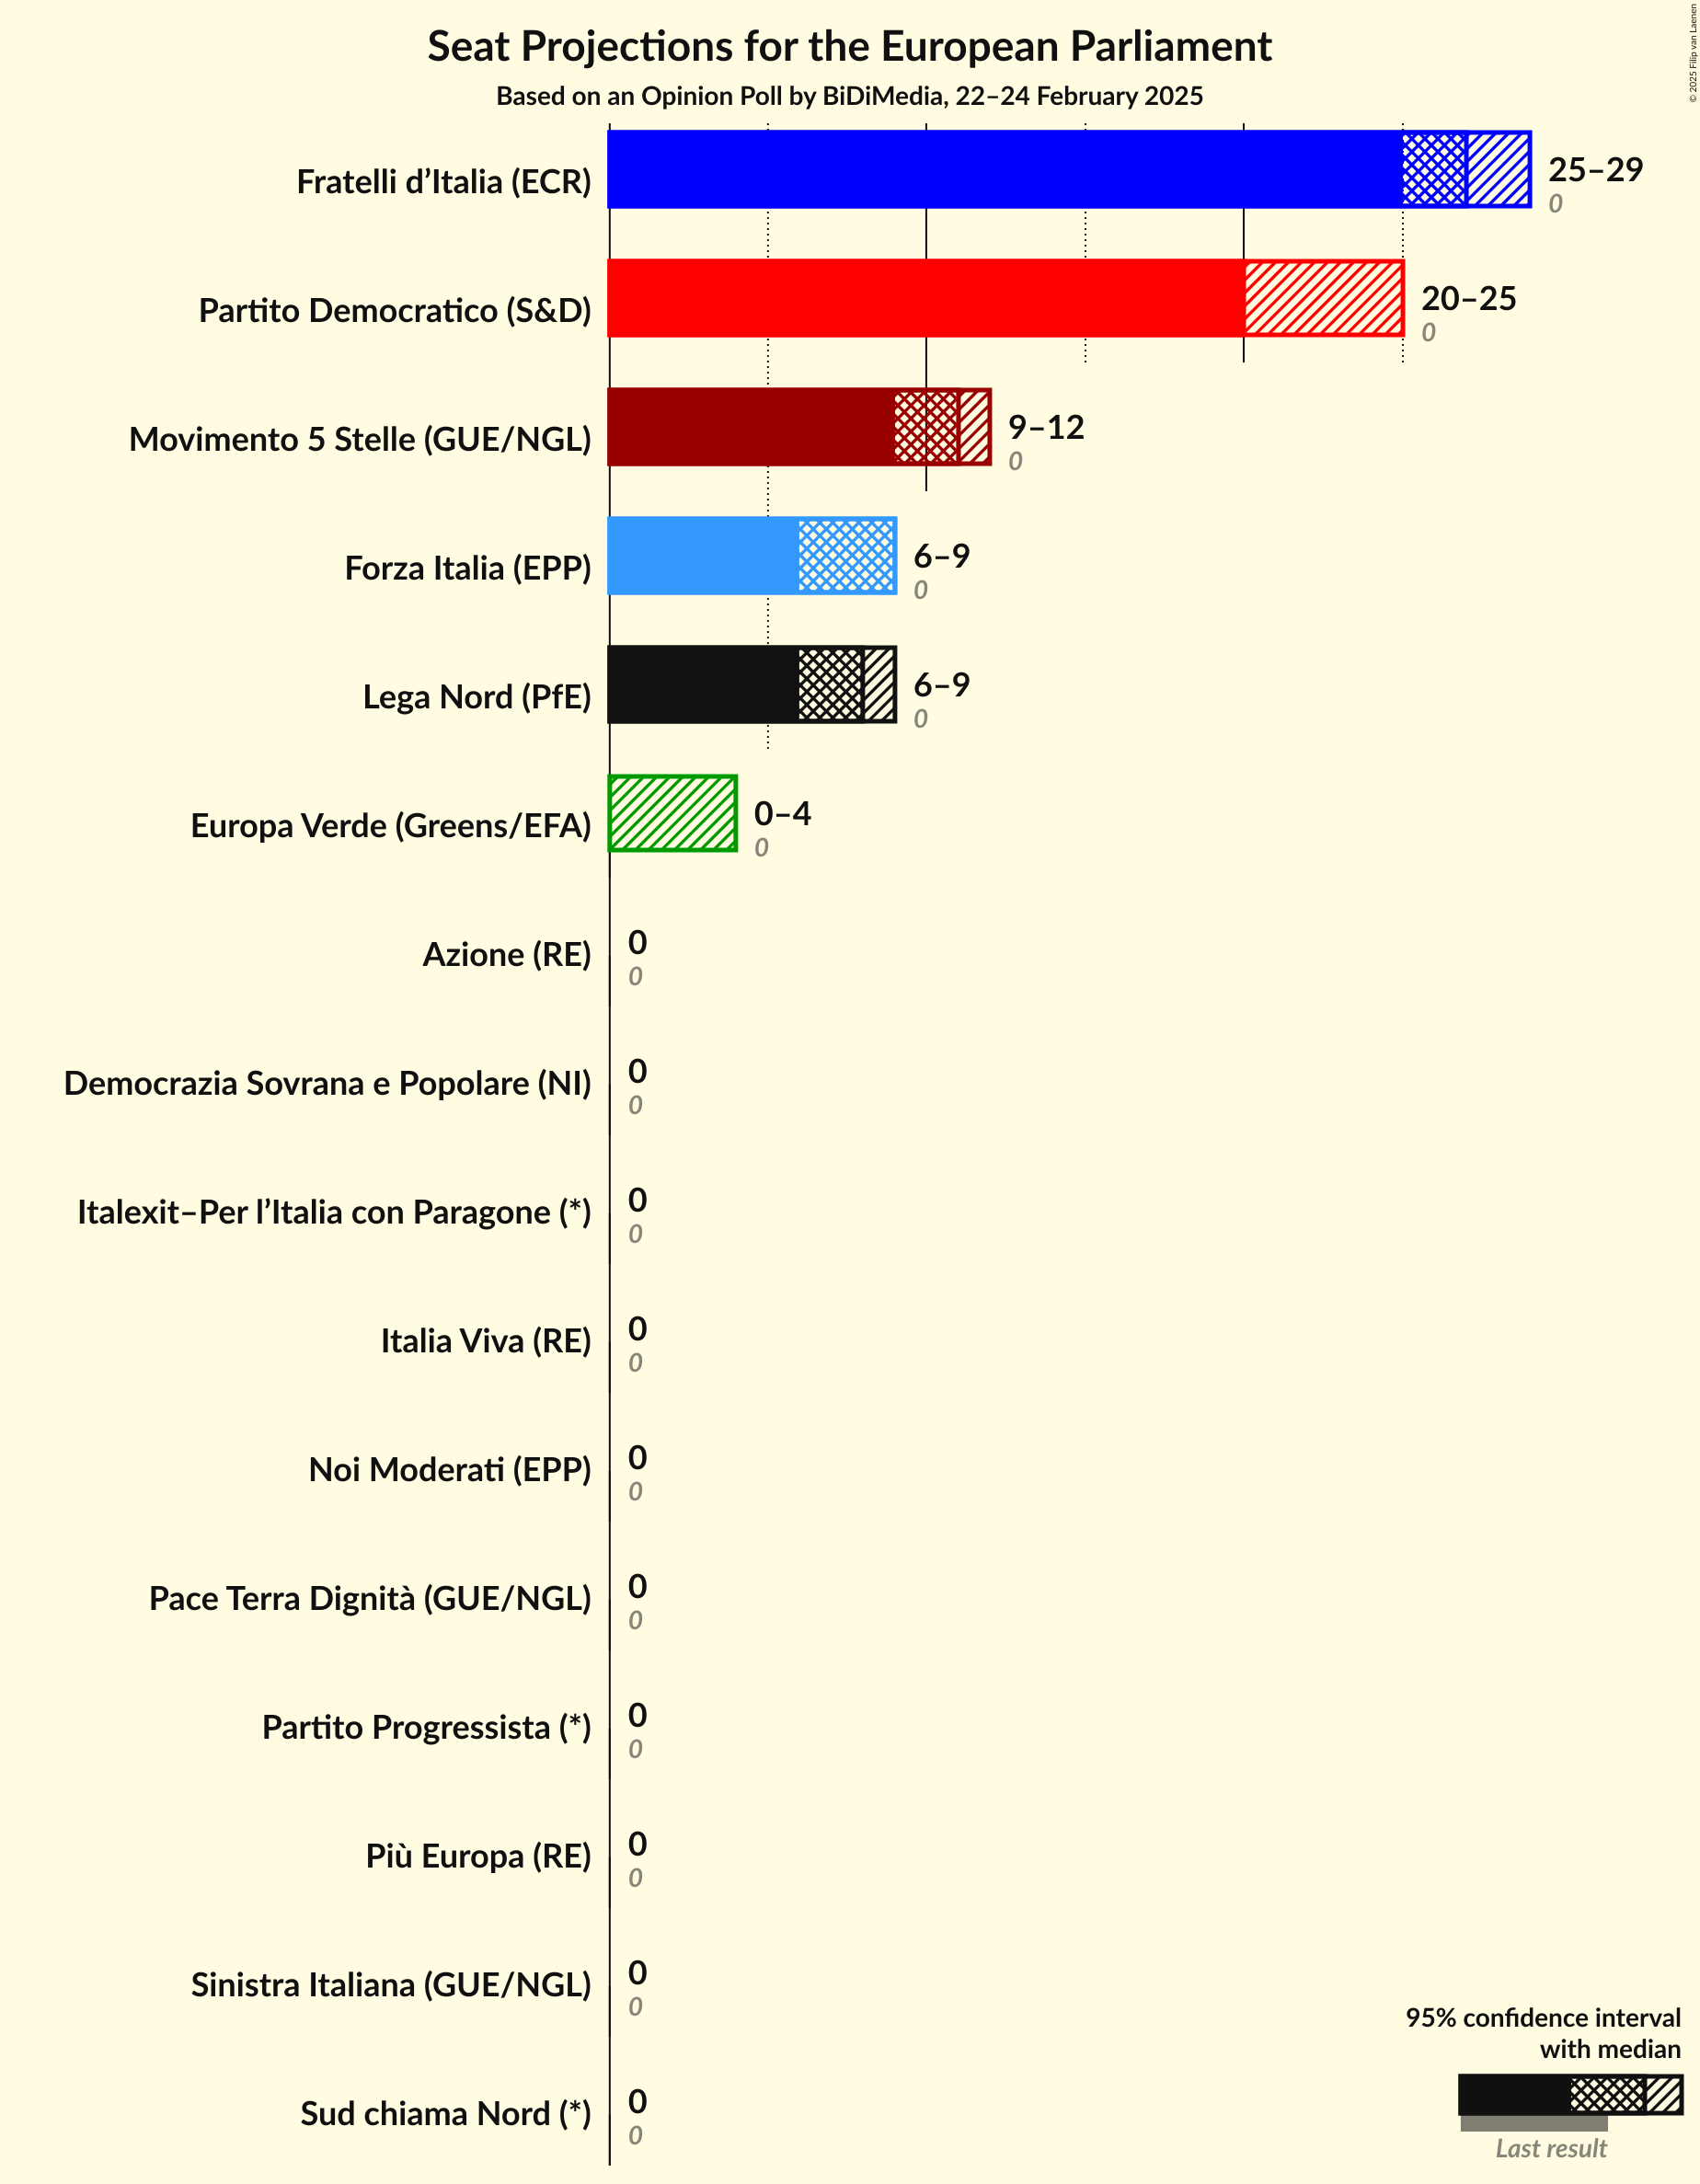 Seat Projections for the European Parliament
Based on an Opinion Poll by BiDiMedia, 22–24 February 2025
© 2025 Filip van Laenen
Fratelli d’Italia (ECR)
25–29
0
Partito Democratico (S&D)
20–25
0
Movimento 5 Stelle (GUE/NGL)
9–12
0
Forza Italia (EPP)
6–9
0
Lega Nord (PfE)
6–9
0
Europa Verde (Greens/EFA)
0–4
0
Azione (RE)
0
0
Democrazia Sovrana e Popolare (NI)
0
0
Italexit–Per l’Italia con Paragone (*)
0
0
Italia Viva (RE)
0
0
Noi Moderati (EPP)
0
0
Pace Terra Dignità (GUE/NGL)
0
0
Partito Progressista (*)
0
0
Più Europa (RE)
0
0
Sinistra Italiana (GUE/NGL)
0
0
Sud chiama Nord (*)
0
0
95% confidence interval
with median
Last result